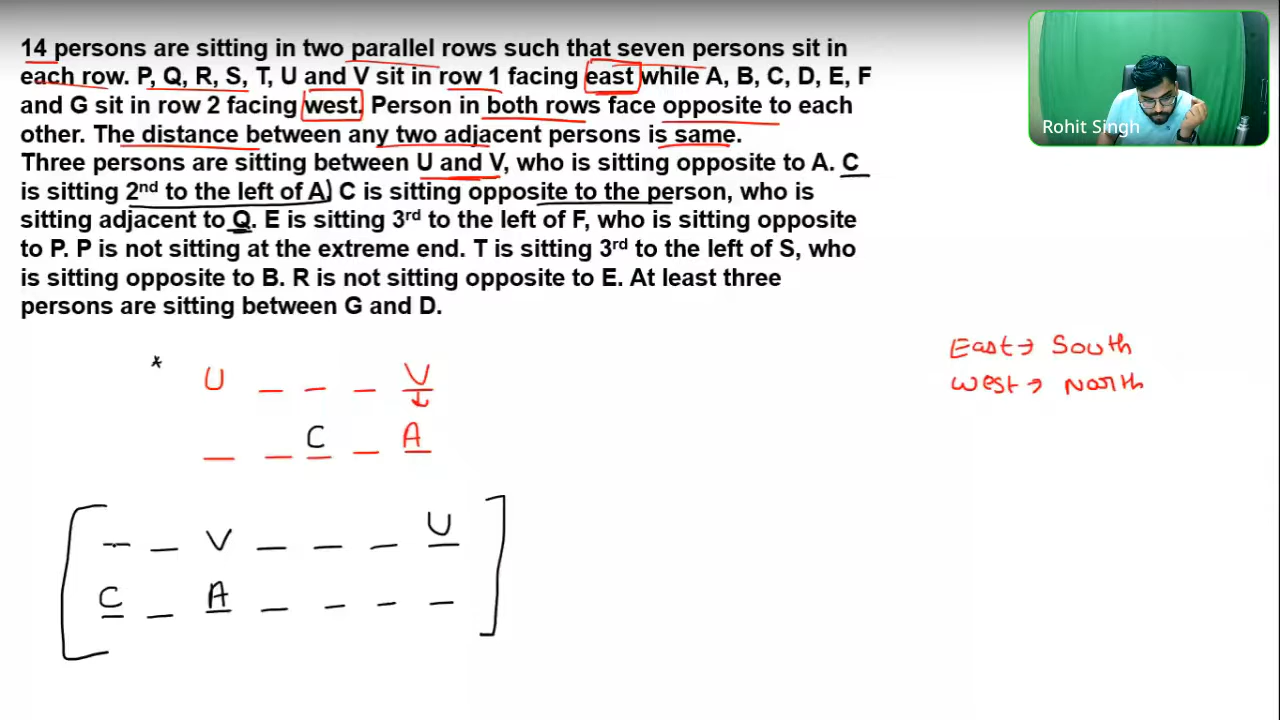 14 persons are sitting in two parallel rows such that seven persons sit in
each row. P, Q, R, S, T, U and V sit in row 1 facing east while A, B, C, D, E, F
and G sit in row 2 facing west. Person in both rows face opposite to each
other. The distance between any two adjacent persons is same.
Three persons are sitting between U and V, who is sitting opposite to A. C
is sitting 2nd to the left of A. C is sitting opposite to the person, who is
sitting adjacent to Q. E is sitting 3rd to the left of F, who is sitting opposite
to P. P is not sitting at the extreme end. T is sitting 3rd to the left of S, who
is sitting opposite to B. R is not sitting opposite to E. At least three
persons are sitting between G and D.
Rohit Singh
East → South
West → North
* U _ _ _ V
_ _ C _ A
_ _ V _ _ _ U
C _ A _ _ _ _